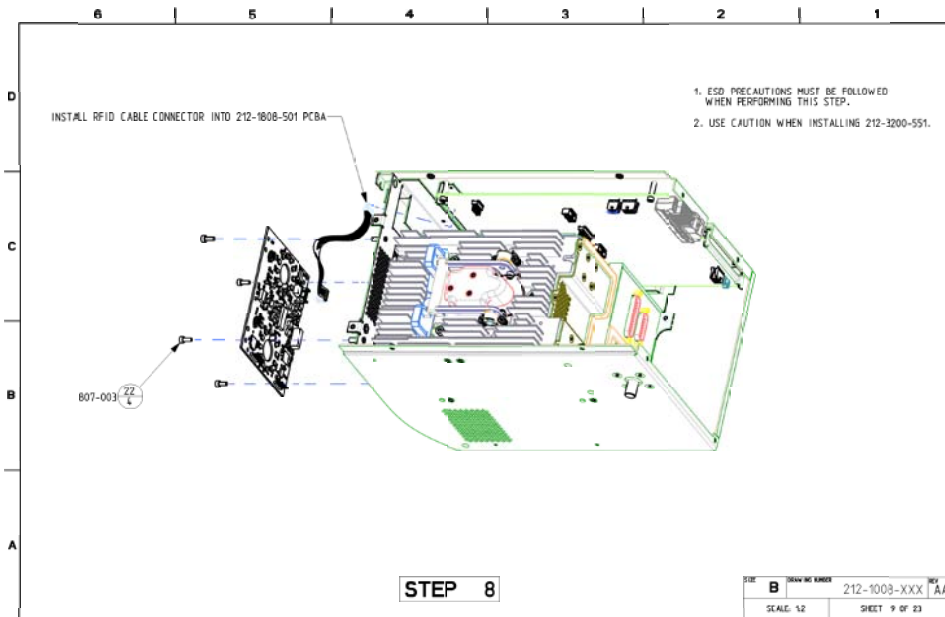 6 5 4 3 2 1
D
1. ESD PRECAUTIONS MUST BE FOLLOWED
WHEN PERFORMING THIS STEP.
2. USE CAUTION WHEN INSTALLING 212-3200-551.
INSTALL RFID CABLE CONNECTOR INTO 212-1808-501 PCBA
C
B
807-003 22
4
A
STEP 8
SIZE B DRAWING NUMBER 212-1008-XXX REV AA
SCALE: 1:2 SHEET 9 OF 23